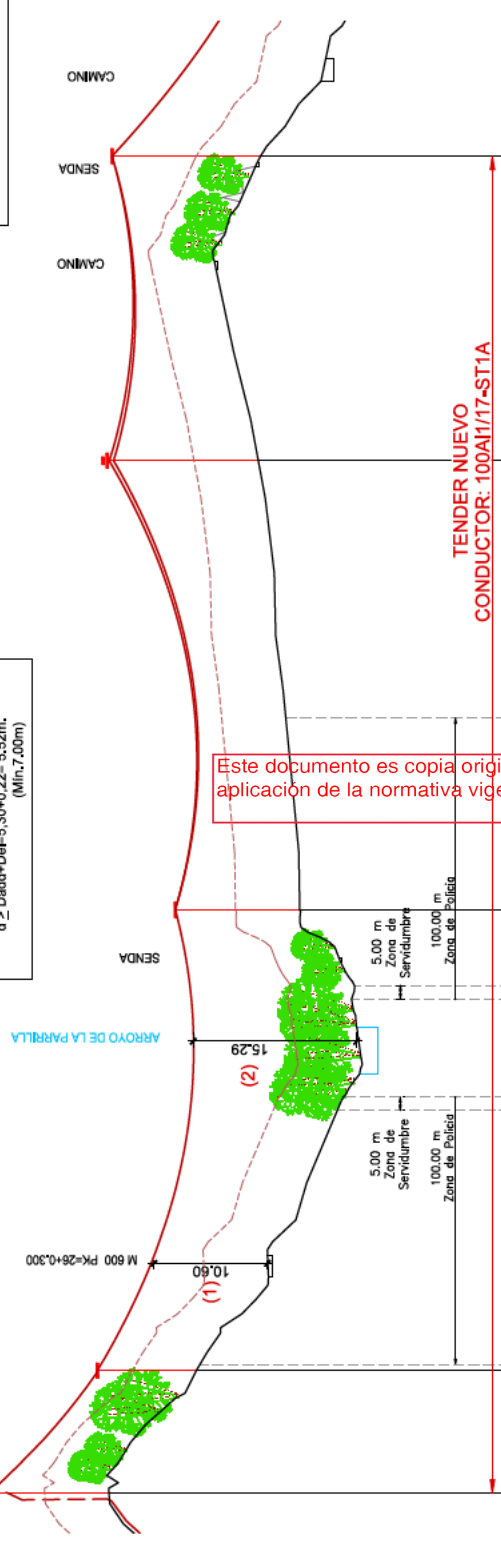 CAMINO
SENDA
CAMINO
TENDER NUEVO
CONDUCTOR: 100Al1/17-ST1A
(Mín.7.00m)
Este documento es copia origi
aplicación de la normativa vige
SENDA
ARROYO DE LA PARRILLA
15.29
(2)
5.00 m
Zona de
Servidumbre
100.00 m
Zona de Policía
5.00 m
Zona de
Servidumbre
100.00 m
Zona de Policía
M 600 PK=26+0.300
10.60
(1)